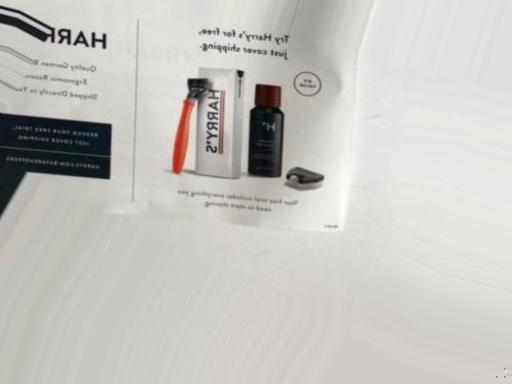 HARRY'S
Quality German
Ergonomic Razors.
Shipped Directly to You.
REDEEM YOUR FREE TRIAL,
JUST COVER SHIPPING.
Try Harry's for free,
just cover shipping.
HARRY'S
H
Your free trial includes everything you
need to start shaving.